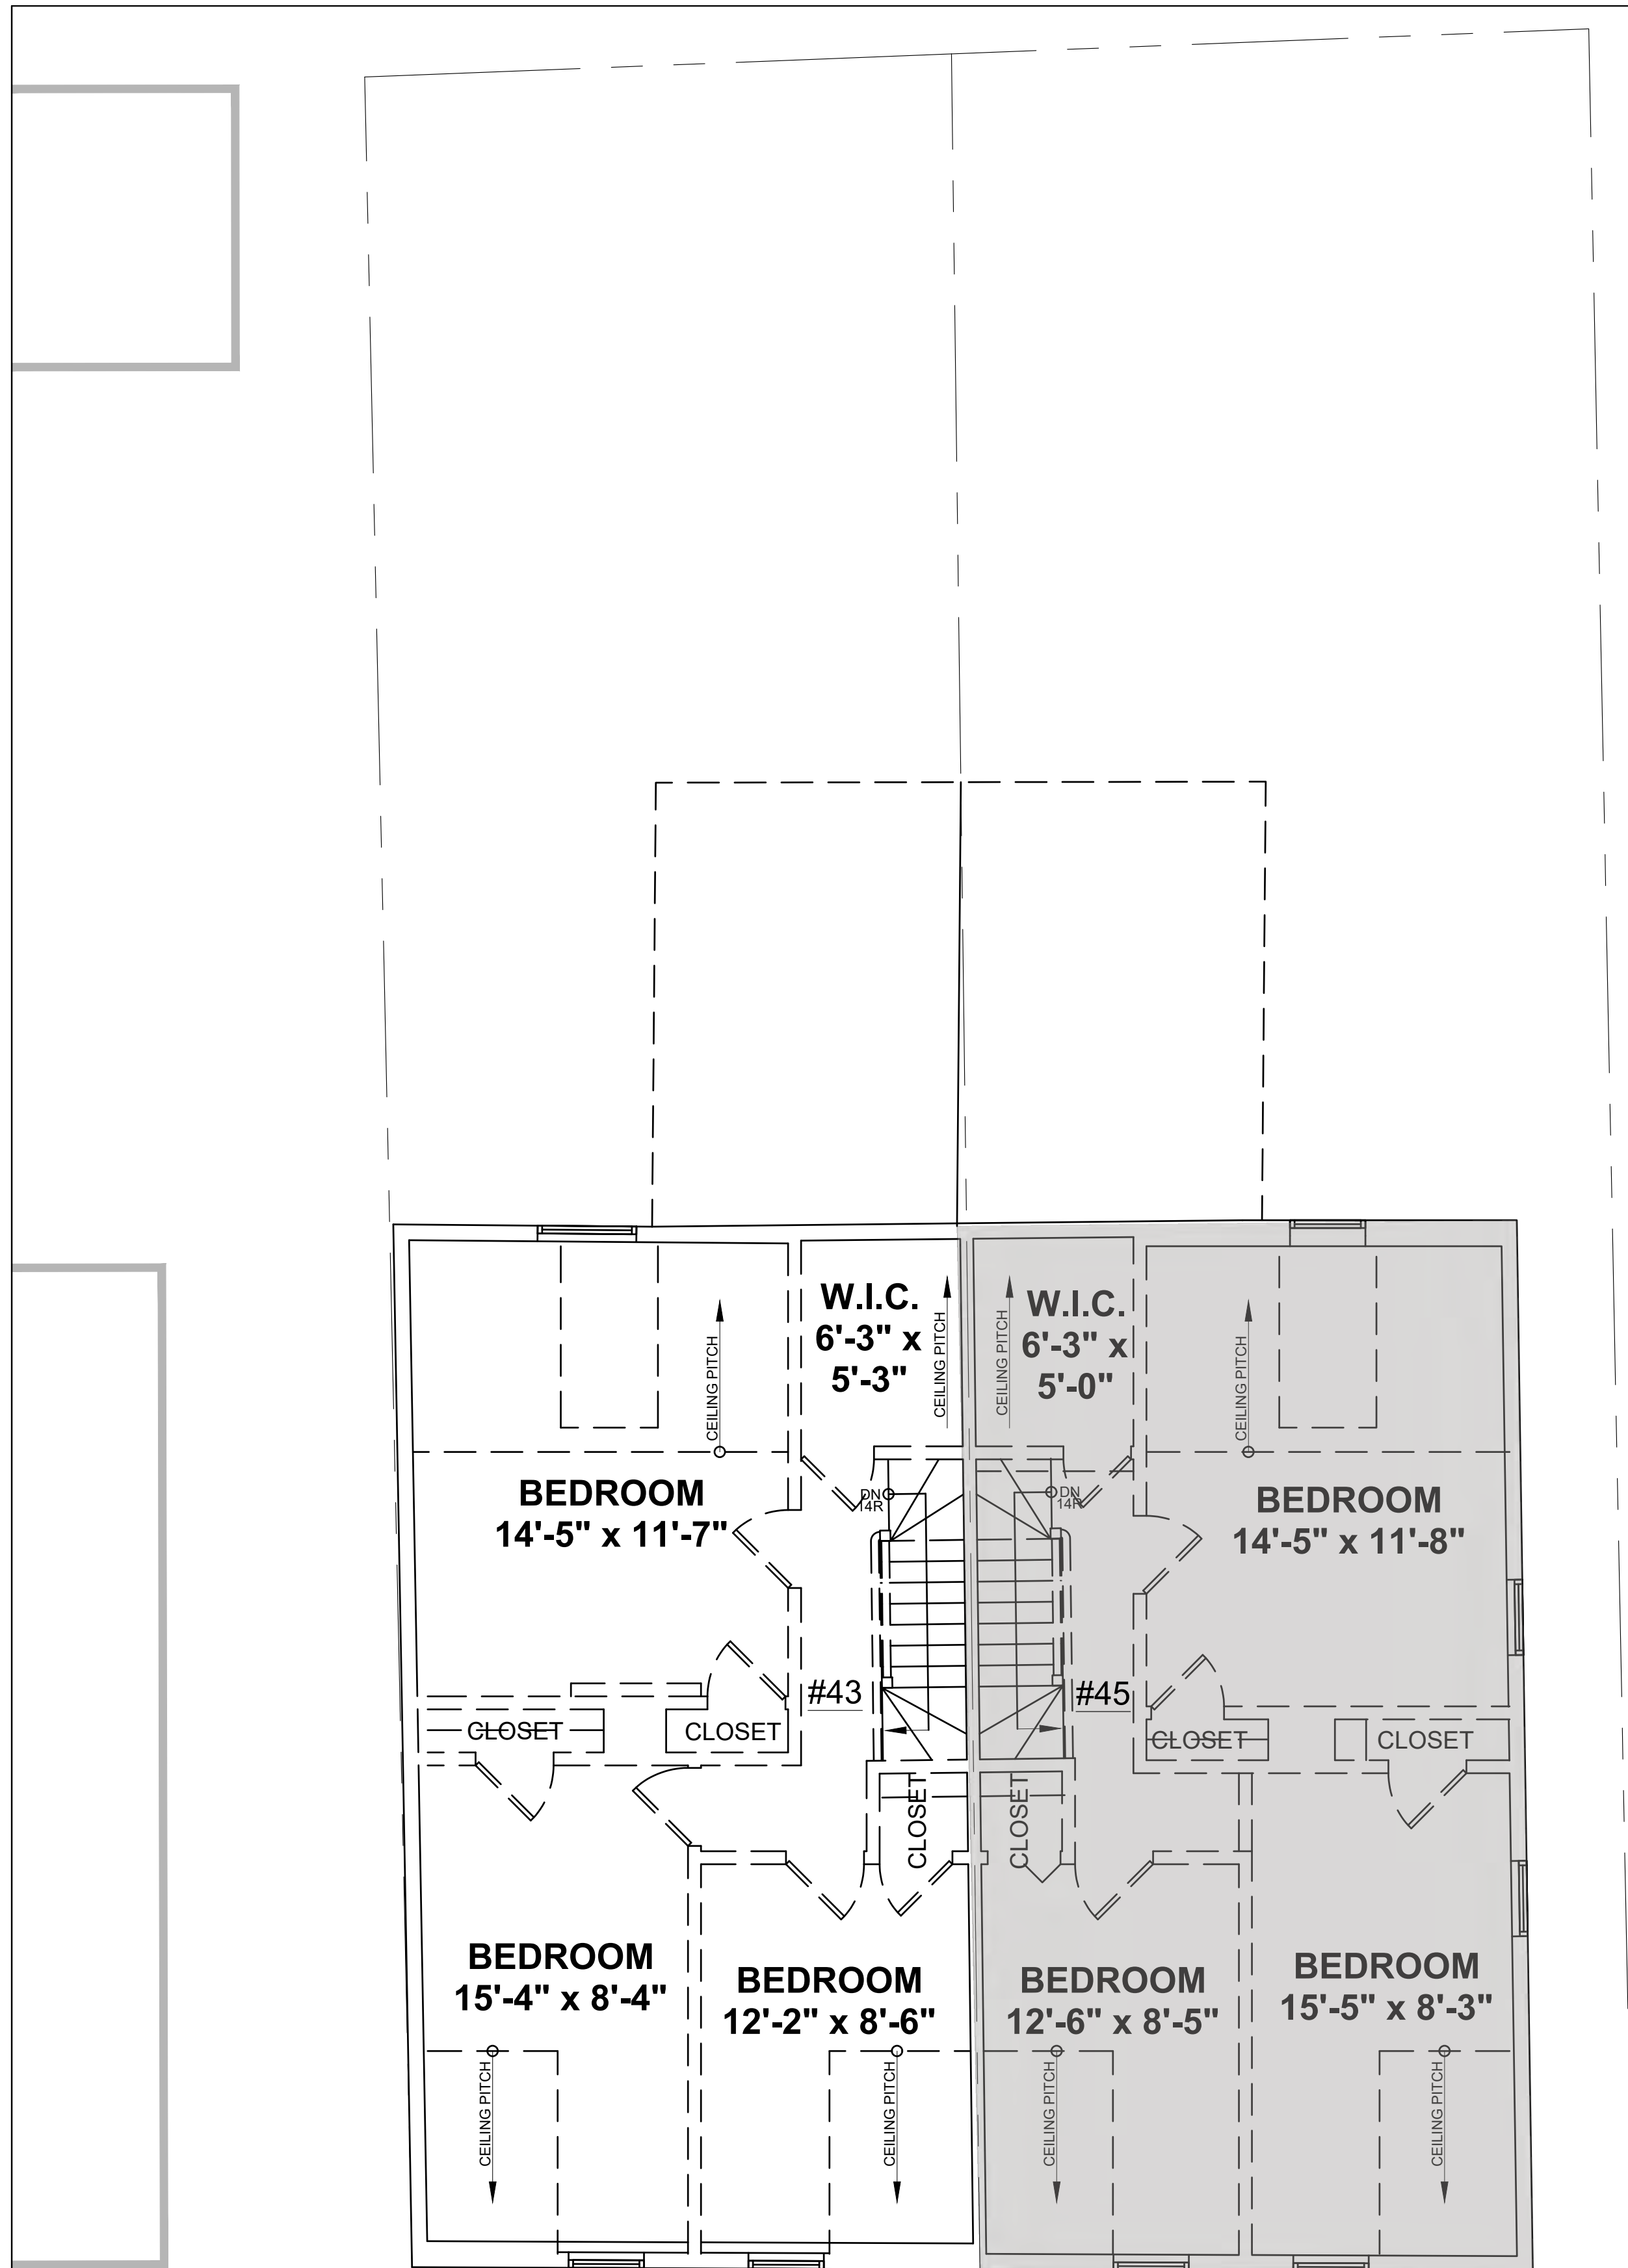 W.I.C.
6'-3" x
5'-3"
CEILING PITCH
CEILING PITCH
W.I.C.
6'-3" x
5'-0"
CEILING PITCH
CEILING PITCH
BEDROOM
14'-5" x 11'-7"
DN
14R
DN
14R
BEDROOM
14'-5" x 11'-8"
#43
#45
CLOSET
CLOSET
CLOSET
CLOSET
CLOSET
CLOSET
BEDROOM
15'-4" x 8'-4"
BEDROOM
12'-2" x 8'-6"
BEDROOM
12'-6" x 8'-5"
BEDROOM
15'-5" x 8'-3"
CEILING PITCH
CEILING PITCH
CEILING PITCH
CEILING PITCH